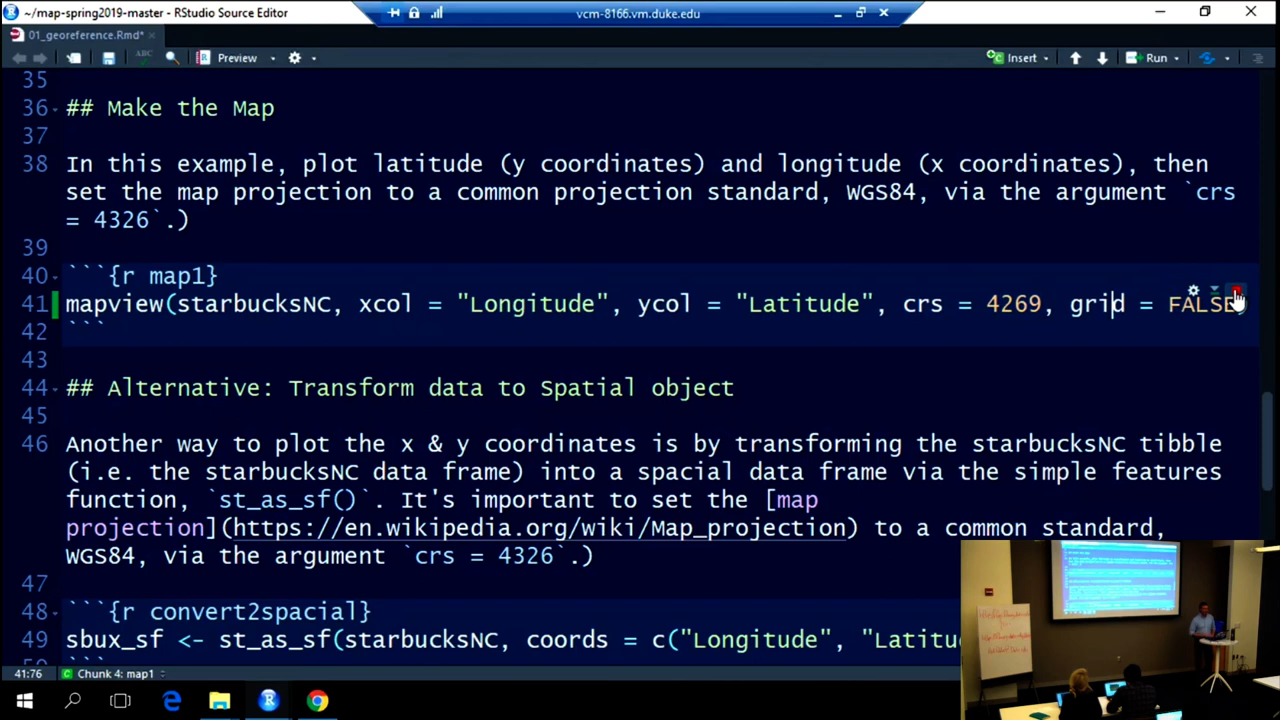 ~/map-spring2019-master - RStudio Source Editor
vcm-8166.vm.duke.edu
01_georeference.Rmd*
ABC Preview Insert Run
35
36 ## Make the Map
37
38 In this example, plot latitude (y coordinates) and longitude (x coordinates), then
set the map projection to a common projection standard, WGS84, via the argument `crs
= 4326`.)
39
40 ```{r map1}
41 mapview(starbucksNC, xcol = "Longitude", ycol = "Latitude", crs = 4269, grid = FALSE)
42 ```
43
44 ## Alternative: Transform data to Spatial object
45
46 Another way to plot the x & y coordinates is by transforming the starbucksNC tibble
(i.e. the starbucksNC data frame) into a spacial data frame via the simple features
function, `st_as_sf()`. It's important to set the [map
projection](https://en.wikipedia.org/wiki/Map_projection) to a common standard,
WGS84, via the argument `crs = 4326`.)
47
48 ```{r convert2spacial}
49 sbux_sf <- st_as_sf(starbucksNC, coords = c("Longitude", "Latitu
50 ```
41:76 Chunk 4: map1